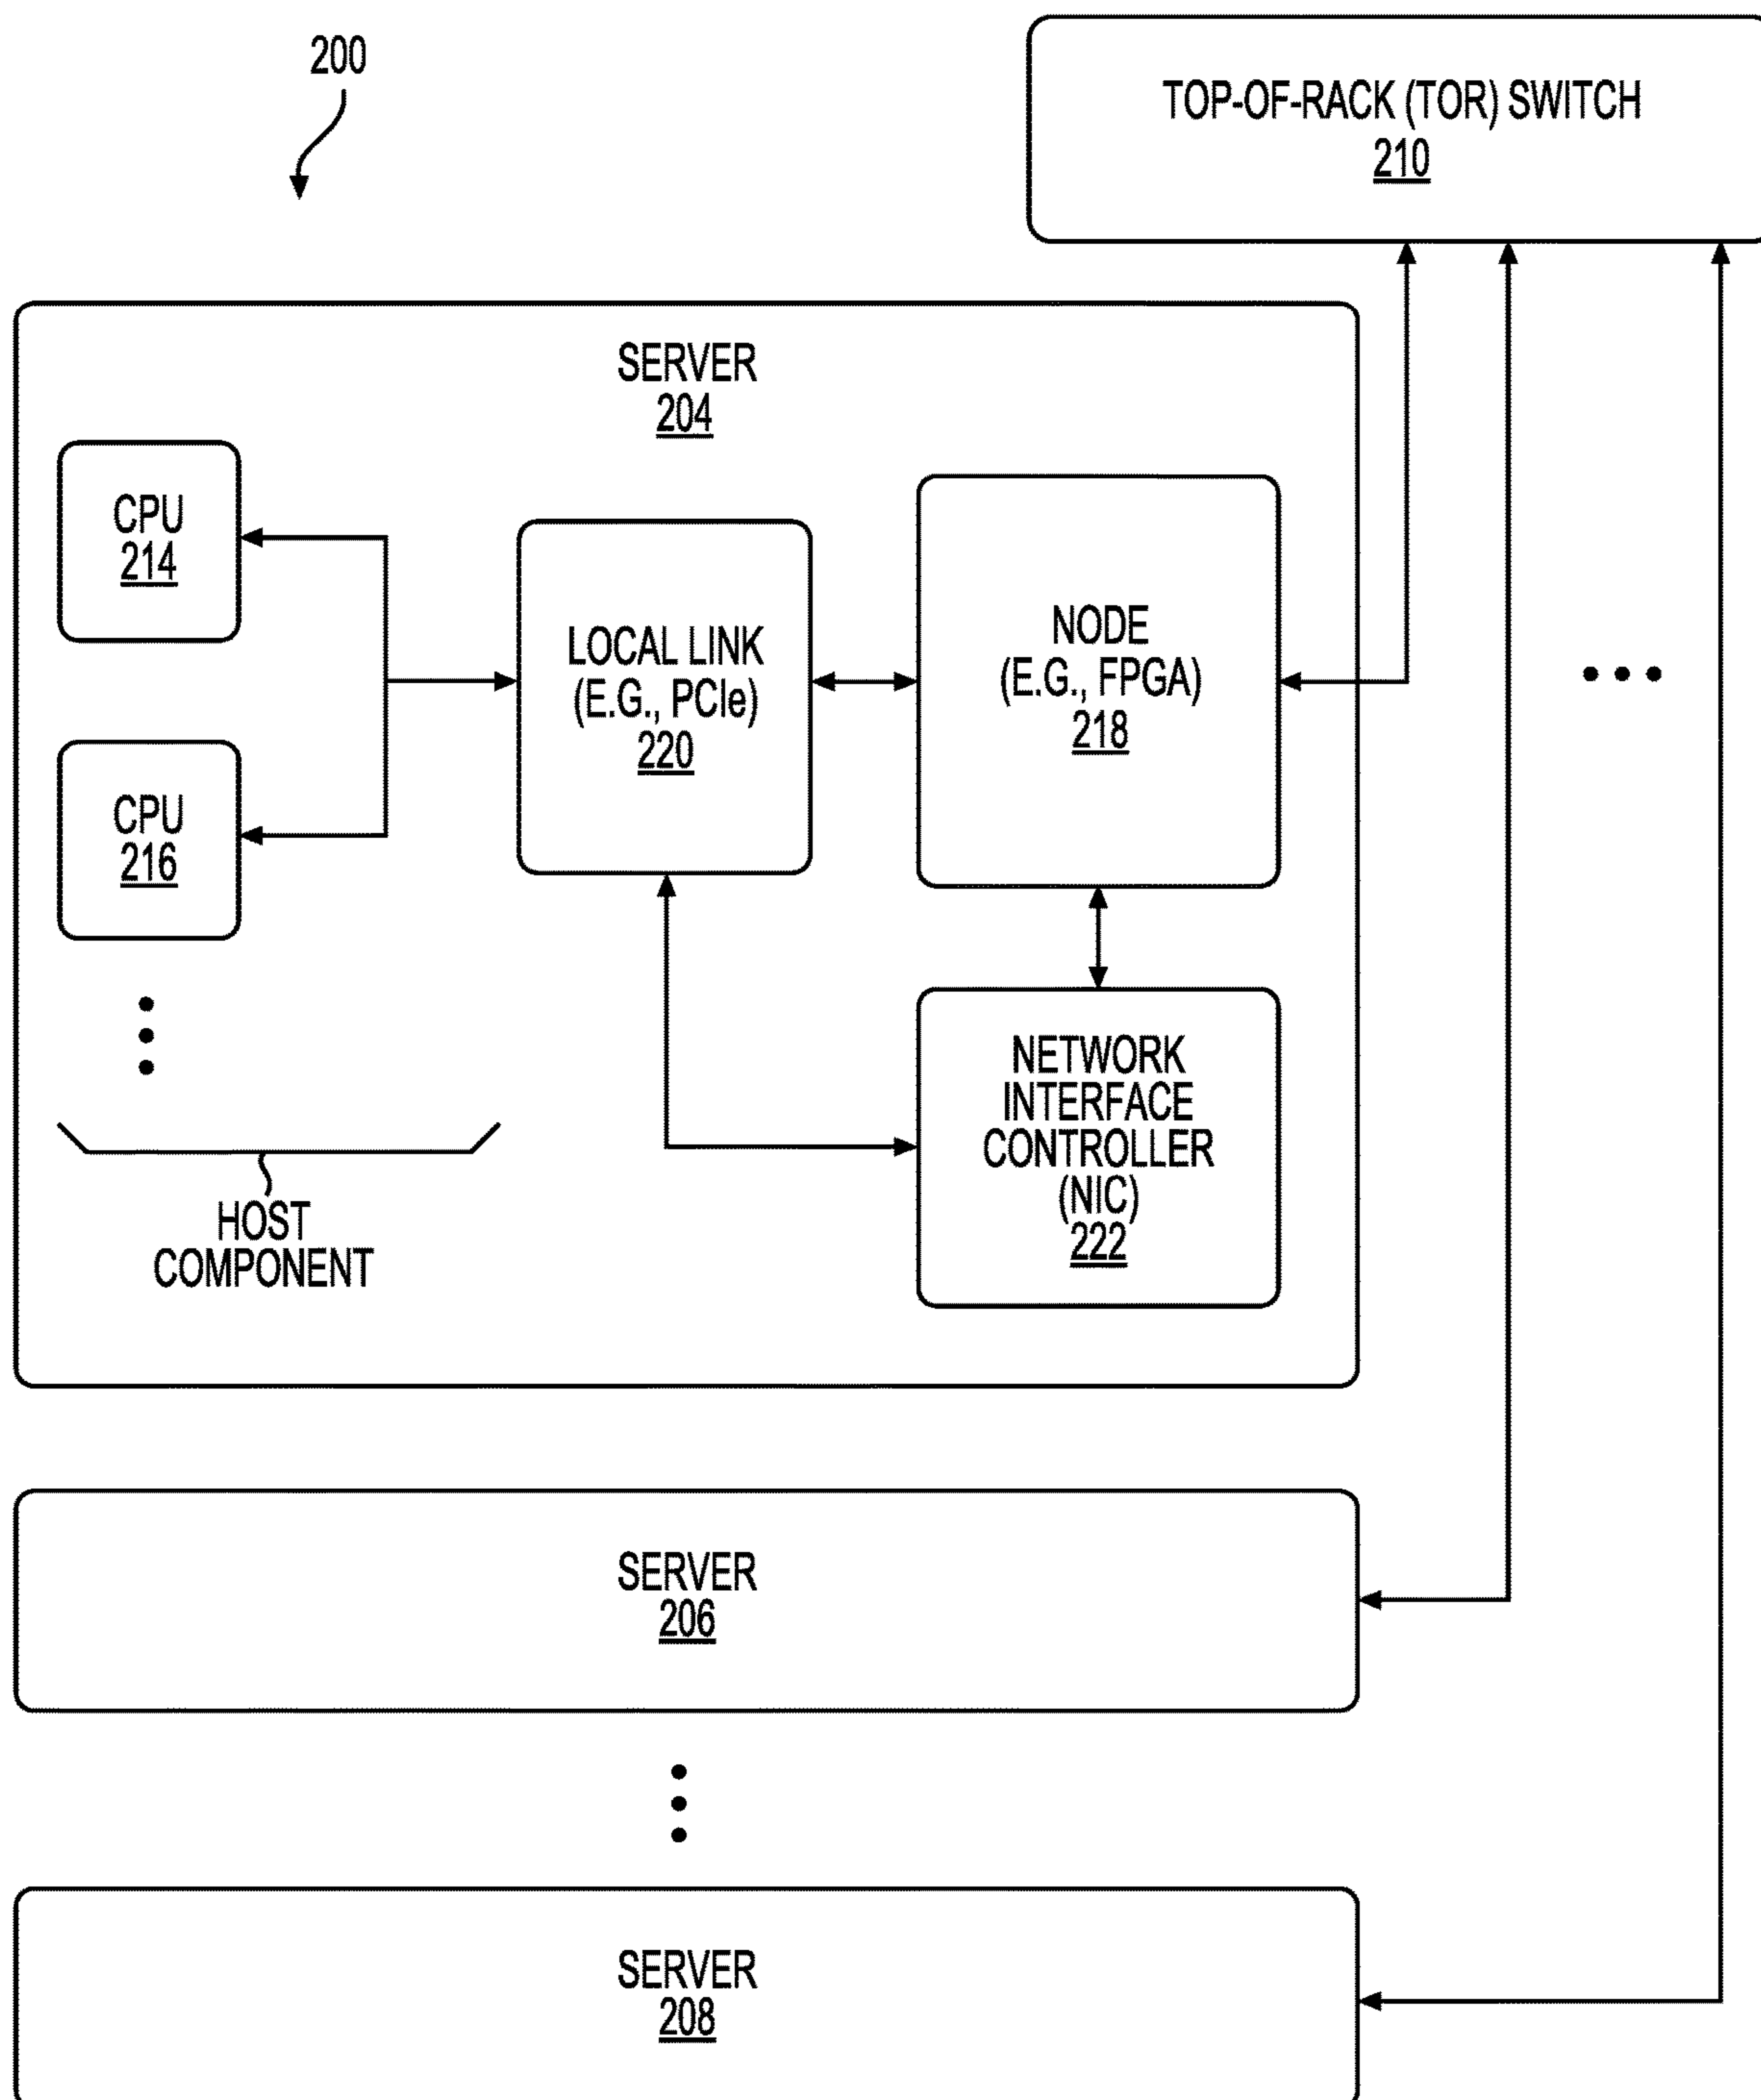 200
TOP-OF-RACK (TOR) SWITCH
210
SERVER
204
CPU
214
LOCAL LINK
(E.G., PCIe)
220
NODE
(E.G., FPGA)
218
CPU
216
NETWORK
INTERFACE
CONTROLLER
(NIC)
222
HOST
COMPONENT
SERVER
206
SERVER
208